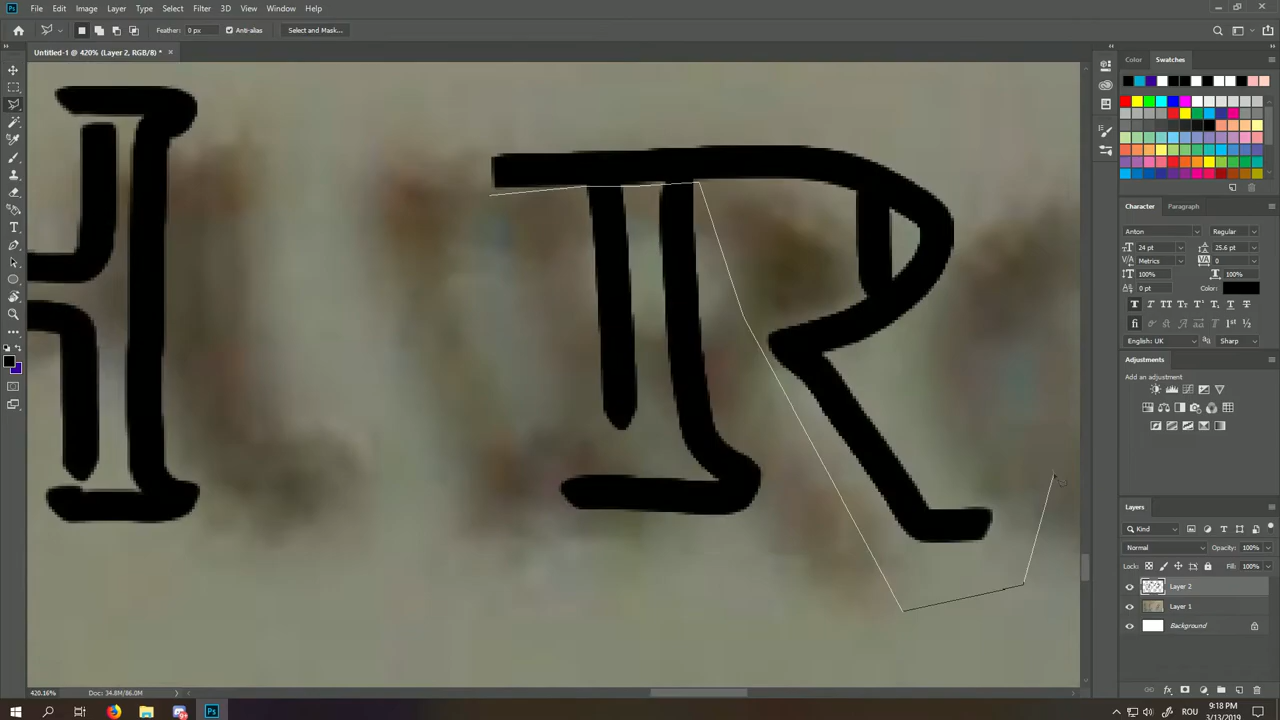 File Edit Image Layer Type Select Filter 3D View Window Help
Feather: 0 px Anti-alias Select and Mask...
Untitled-1 @ 420% (Layer 2, RGB/8) *
Color Swatches
Character Paragraph
Anton Regular
24 pt 25.6 pt
Metrics 0
100% 100%
0 pt Color:
English: UK Sharp
Adjustments
Add an adjustment
Layers
Kind
Normal Opacity: 100%
Lock: Fill: 100%
Layer 2
Layer 1
Background
R
420.16% Doc: 34.8M/86.0M
ROU 9:18 PM
3/13/2019